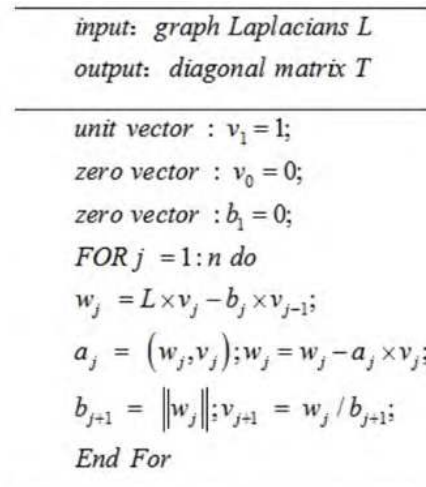 input: graph Laplacians L
output: diagonal matrix T
unit vector : v₁ = 1;
zero vector : v₀ = 0;
zero vector : b₁ = 0;
FOR j = 1: n do
wⱼ = L × vⱼ − bⱼ × vⱼ₋₁;
aⱼ = (wⱼ, vⱼ); wⱼ = wⱼ − aⱼ × vⱼ;
bⱼ₊₁ = ‖wⱼ‖; vⱼ₊₁ = wⱼ / bⱼ₊₁;
End For